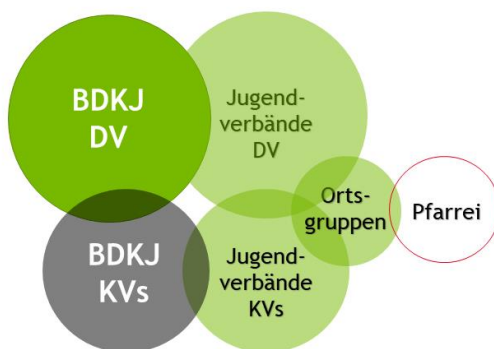 BDKJ
DV
Jugend-
verbände
DV
Orts-
gruppen
Pfarrei
BDKJ
KVs
Jugend-
verbände
KVs